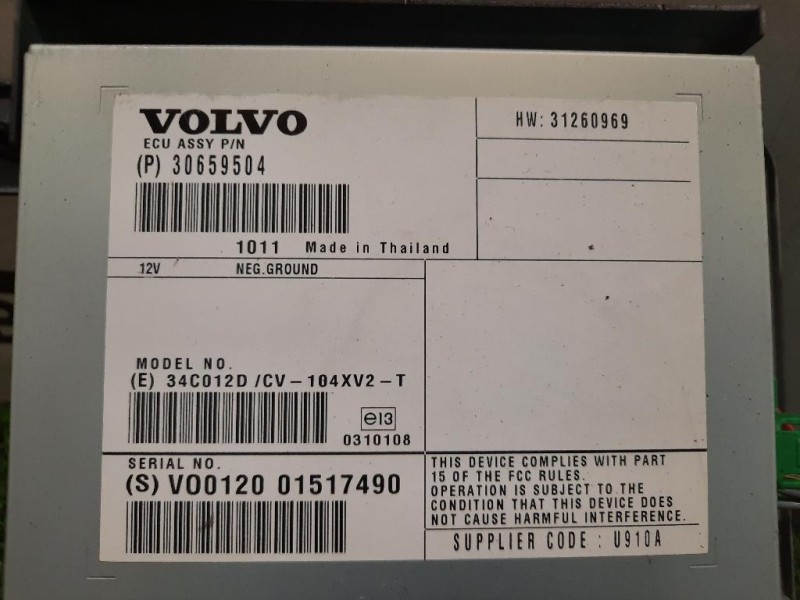 VOLVO
ECU ASSY P/N
(P) 30659504
HW: 31260969
1011 Made in Thailand
12V NEG.GROUND
MODEL NO.
(E) 34C012D /CV-104XV2-T
e13
0310108
SERIAL NO.
(S) VO0120 01517490
THIS DEVICE COMPLIES WITH PART
15 OF THE FCC RULES.
OPERATION IS SUBJECT TO THE
CONDITION THAT THIS DEVICE DOES
NOT CAUSE HARMFUL INTERFERENCE.
SUPPLIER CODE : U910A